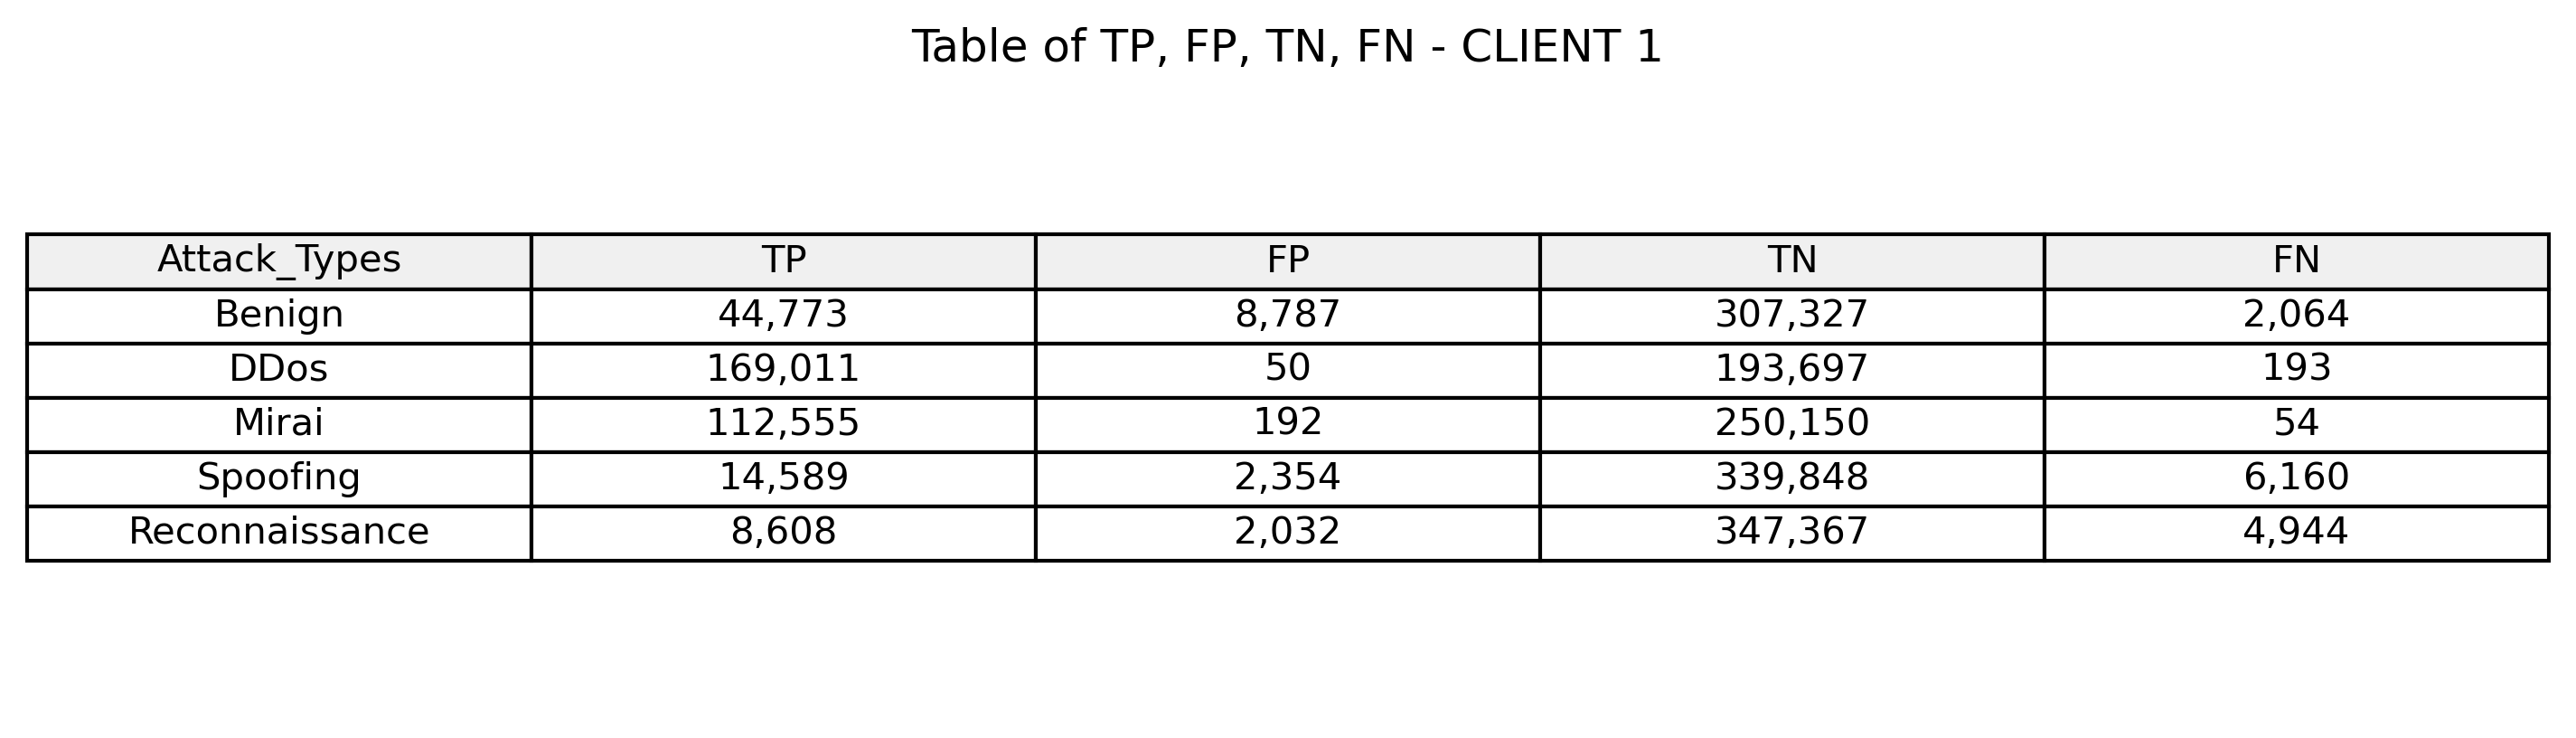 Table of TP, FP, TN, FN - CLIENT 1
Attack_Types TP FP TN FN
Benign 44,773 8,787 307,327 2,064
DDos 169,011 50 193,697 193
Mirai 112,555 192 250,150 54
Spoofing 14,589 2,354 339,848 6,160
Reconnaissance 8,608 2,032 347,367 4,944